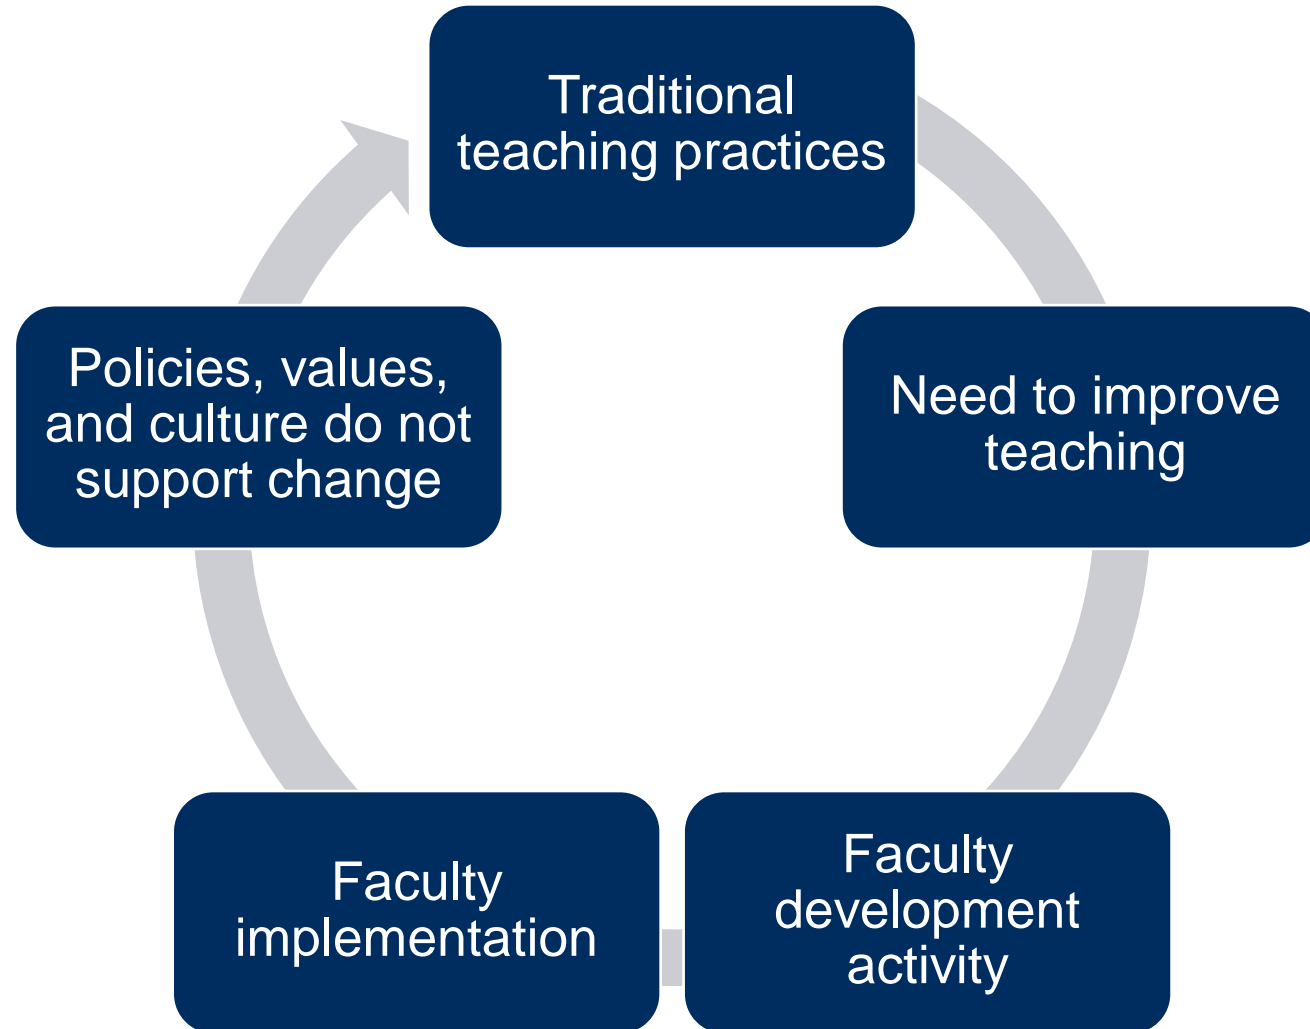 Traditional
teaching practices
Need to improve
teaching
Faculty
development
activity
Faculty
implementation
Policies, values,
and culture do not
support change